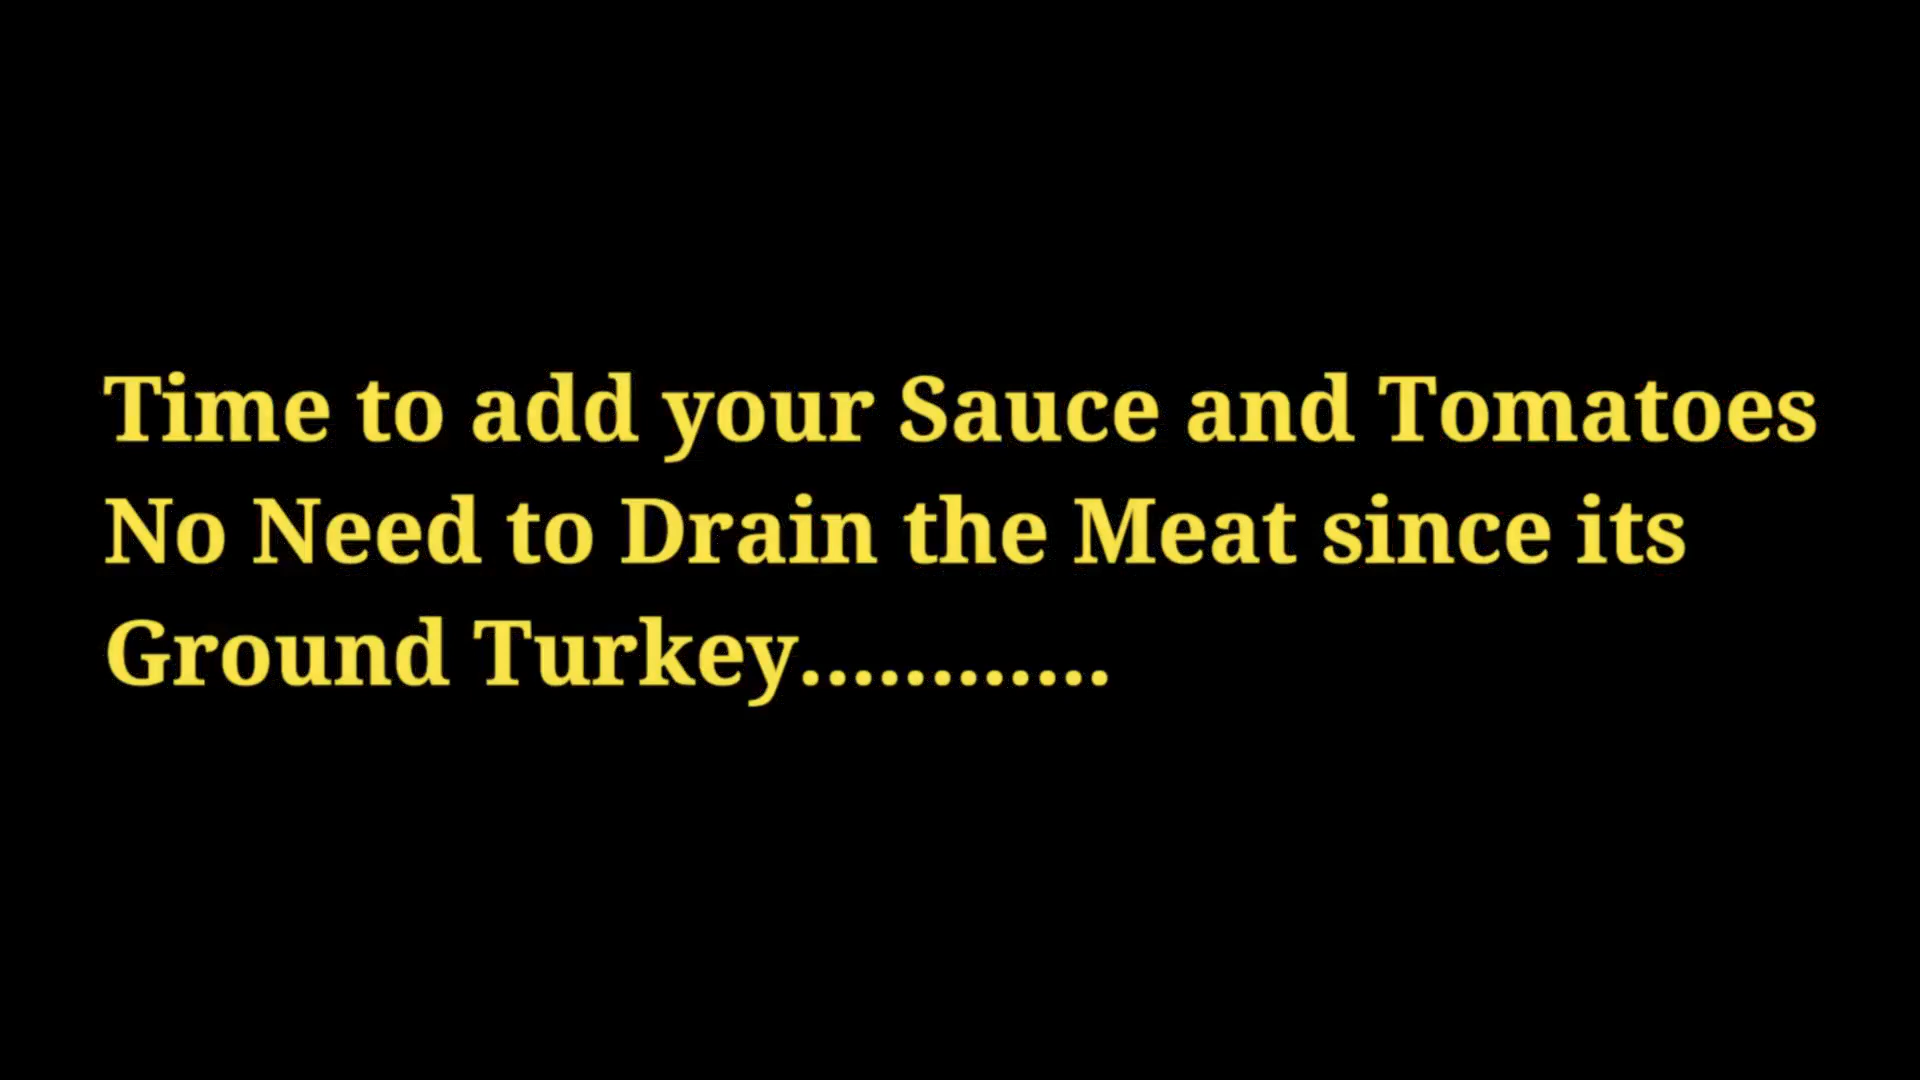 Time to add your Sauce and Tomatoes
No Need to Drain the Meat since its
Ground Turkey............